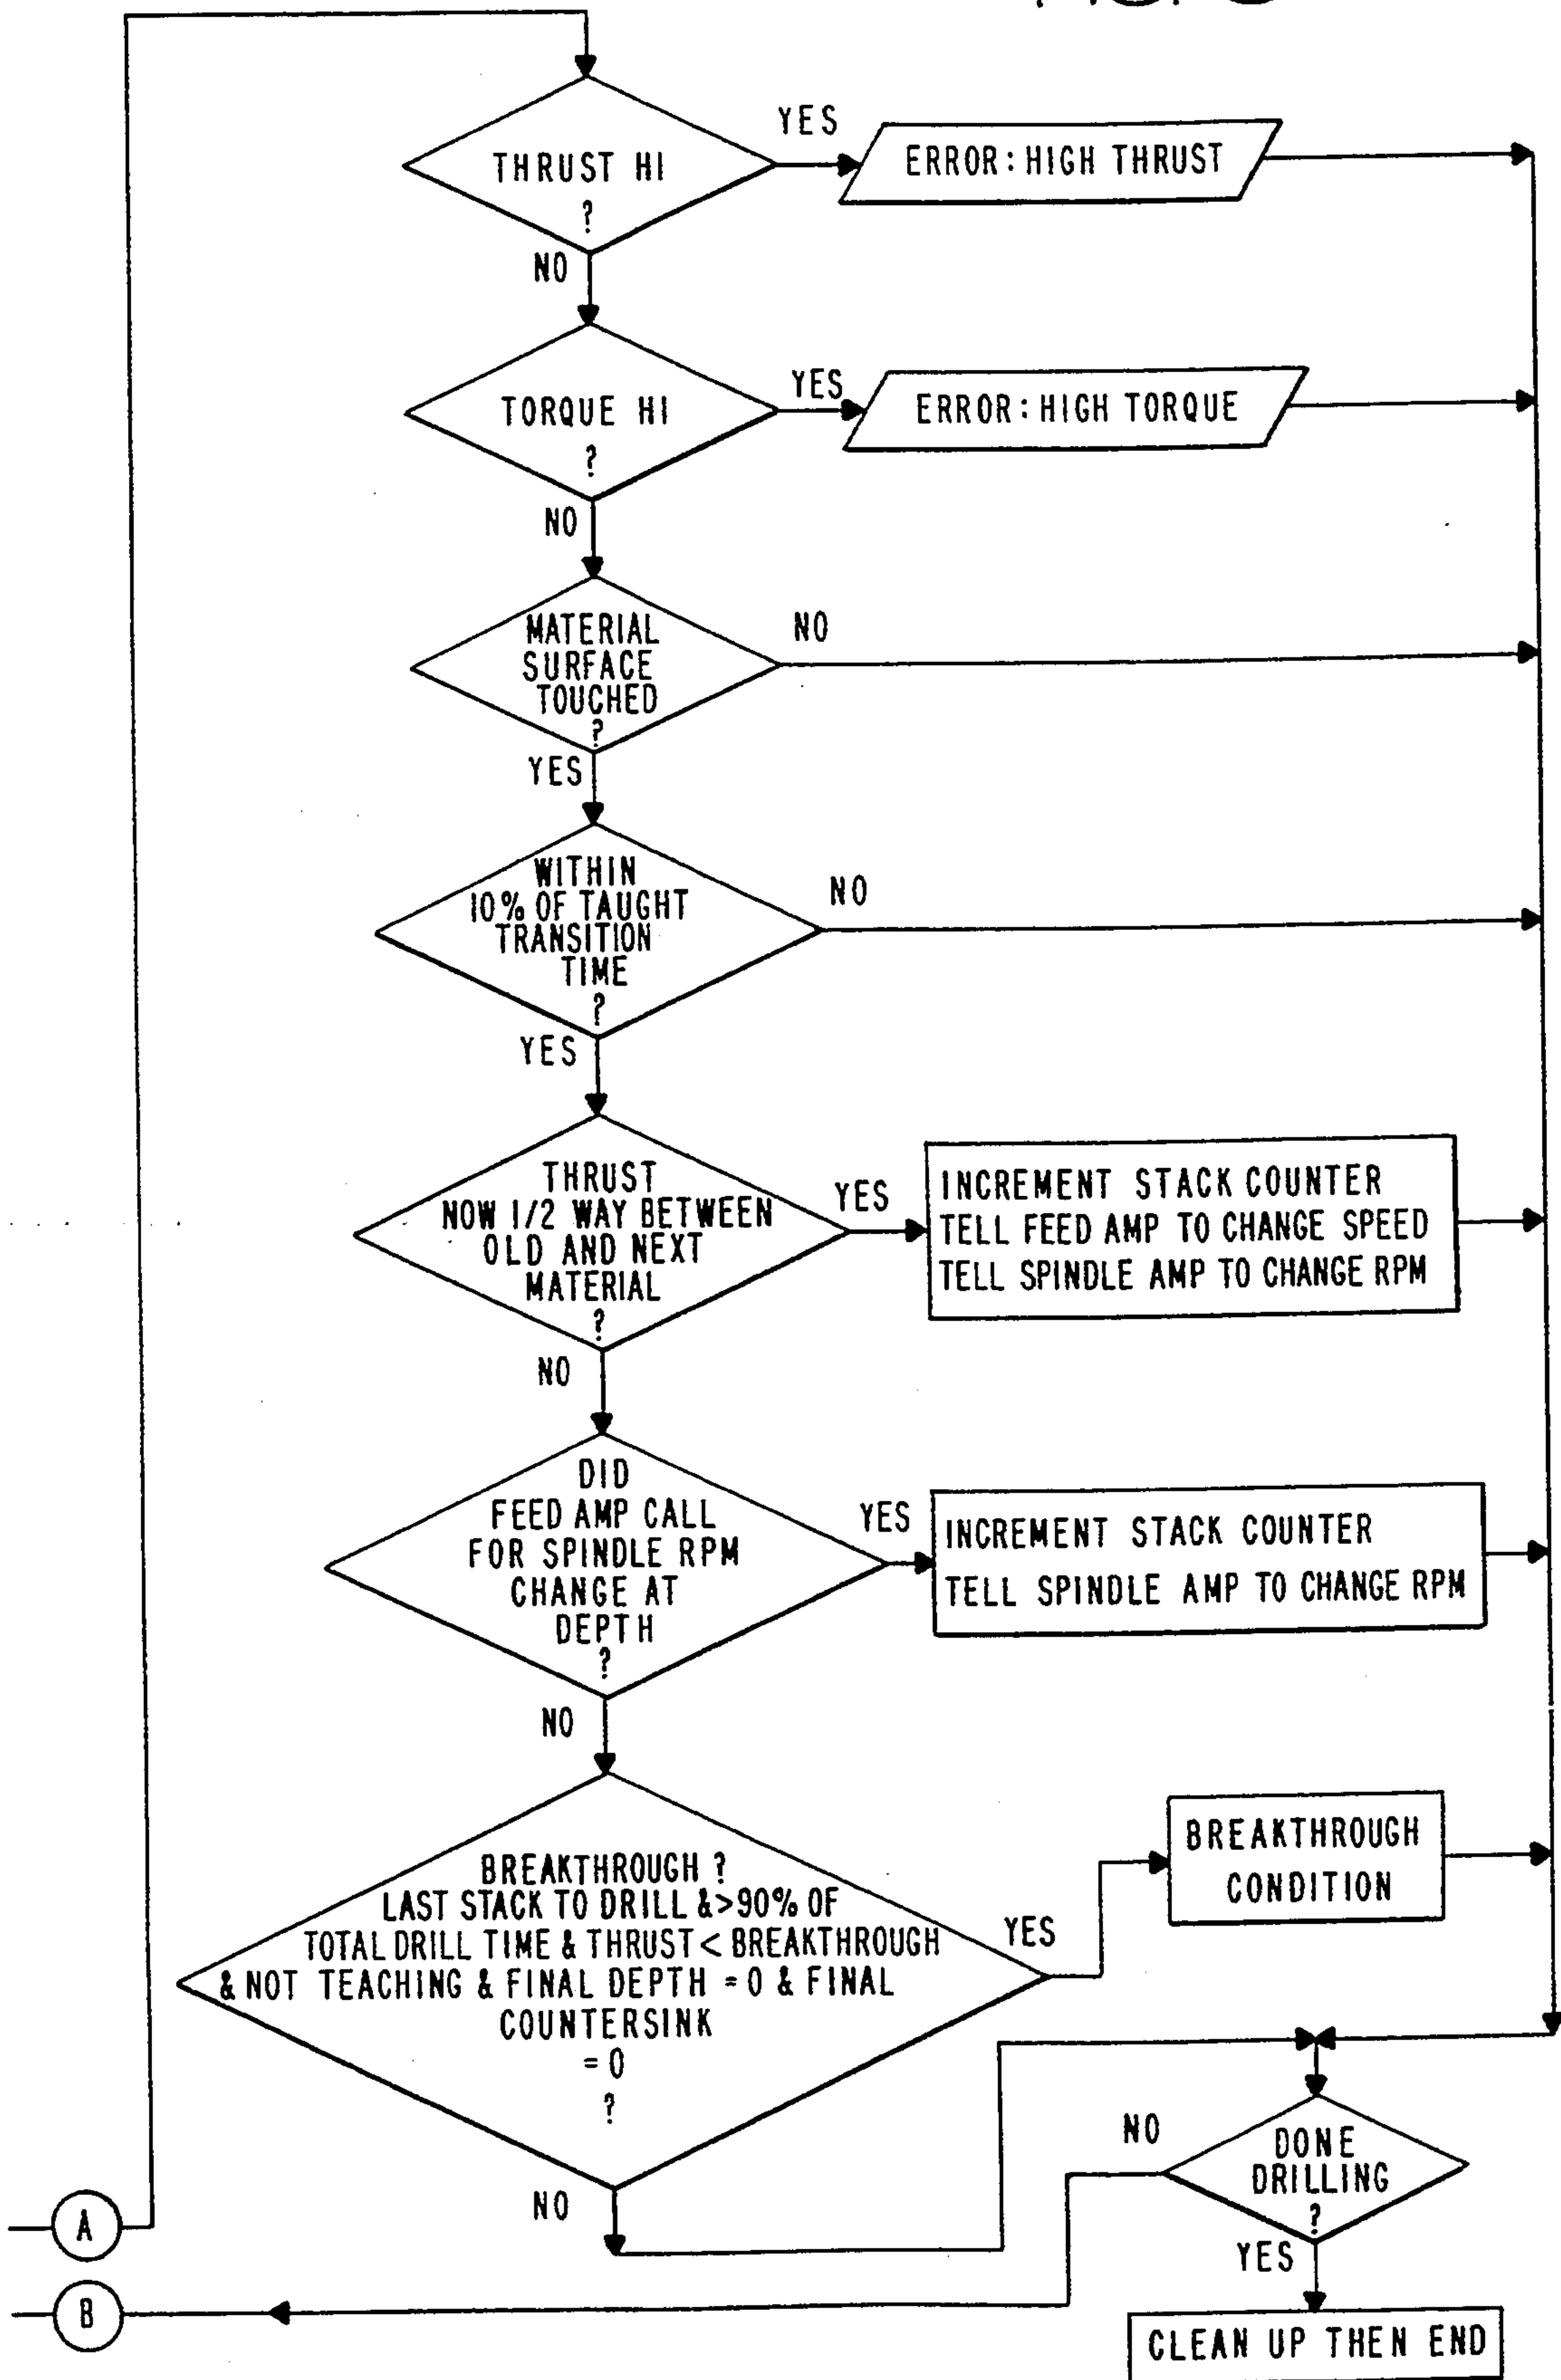 THRUST HI
?
YES
ERROR: HIGH THRUST
NO
TORQUE HI
?
YES
ERROR: HIGH TORQUE
NO
MATERIAL
SURFACE
TOUCHED
?
NO
YES
WITHIN
10% OF TAUGHT
TRANSITION
TIME
?
NO
YES
THRUST
NOW 1/2 WAY BETWEEN
OLD AND NEXT
MATERIAL
?
YES
INCREMENT STACK COUNTER
TELL FEED AMP TO CHANGE SPEED
TELL SPINDLE AMP TO CHANGE RPM
NO
DID
FEED AMP CALL
FOR SPINDLE RPM
CHANGE AT
DEPTH
?
YES
INCREMENT STACK COUNTER
TELL SPINDLE AMP TO CHANGE RPM
NO
BREAKTHROUGH ?
LAST STACK TO DRILL &>90% OF
TOTAL DRILL TIME & THRUST < BREAKTHROUGH
& NOT TEACHING & FINAL DEPTH = 0 & FINAL
COUNTERSINK
= 0
?
YES
BREAKTHROUGH
CONDITION
NO
DONE
DRILLING
?
NO
YES
CLEAN UP THEN END
A
B